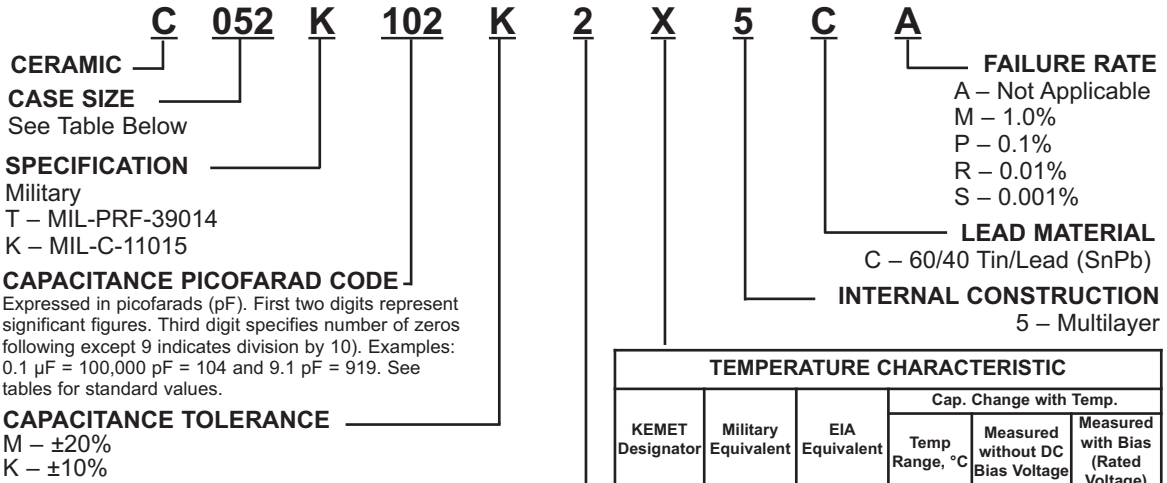 C 052 K 102 K 2 X 5 C A
CERAMIC
CASE SIZE
See Table Below
SPECIFICATION
Military
T – MIL-PRF-39014
K – MIL-C-11015
CAPACITANCE PICOFARAD CODE
Expressed in picofarads (pF). First two digits represent
significant figures. Third digit specifies number of zeros
following except 9 indicates division by 10). Examples:
0.1 µF = 100,000 pF = 104 and 9.1 pF = 919. See
tables for standard values.
CAPACITANCE TOLERANCE
M – ±20%
K – ±10%
FAILURE RATE
A – Not Applicable
M – 1.0%
P – 0.1%
R – 0.01%
S – 0.001%
LEAD MATERIAL
C – 60/40 Tin/Lead (SnPb)
INTERNAL CONSTRUCTION
5 – Multilayer
TEMPERATURE CHARACTERISTIC
Cap. Change with Temp.
KEMET
Designator
Military
Equivalent
EIA
Equivalent
Temp
Range, °C
Measured
without DC
Bias Voltage
Measured
with Bias
(Rated
Voltage)